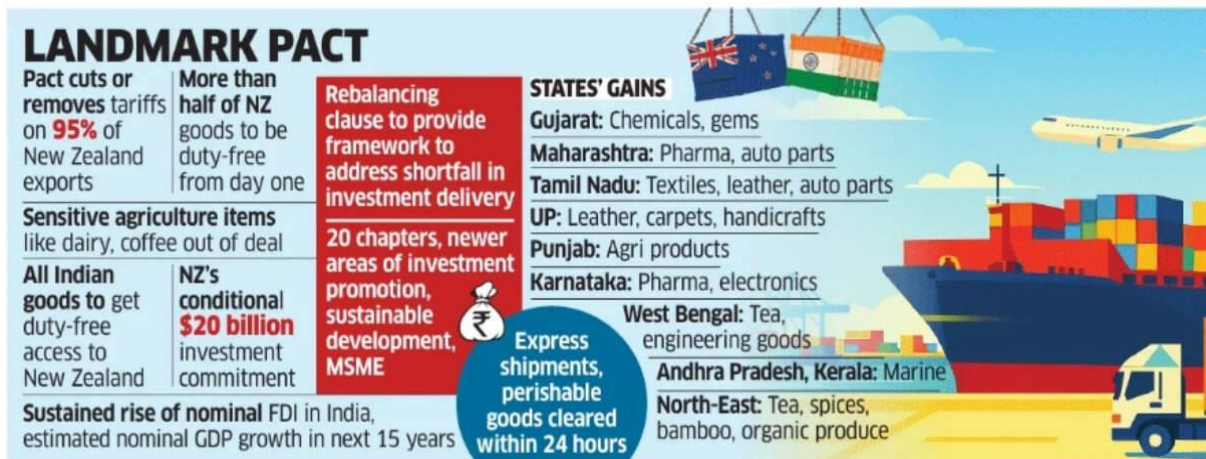 LANDMARK PACT
Pact cuts or
removes tariffs
on 95% of
New Zealand
exports
More than
half of NZ
goods to be
duty-free
from day one
Sensitive agriculture items
like dairy, coffee out of deal
All Indian
goods to get
duty-free
access to
New Zealand
NZ's
conditional
$20 billion
investment
commitment
Sustained rise of nominal FDI in India,
estimated nominal GDP growth in next 15 years
Rebalancing
clause to provide
framework to
address shortfall in
investment delivery
20 chapters, newer
areas of investment
promotion,
sustainable
development,
MSME
₹
Express
shipments,
perishable
goods cleared
within 24 hours
STATES' GAINS
Gujarat: Chemicals, gems
Maharashtra: Pharma, auto parts
Tamil Nadu: Textiles, leather, auto parts
UP: Leather, carpets, handicrafts
Punjab: Agri products
Karnataka: Pharma, electronics
West Bengal: Tea,
engineering goods
Andhra Pradesh, Kerala: Marine
North-East: Tea, spices,
bamboo, organic produce